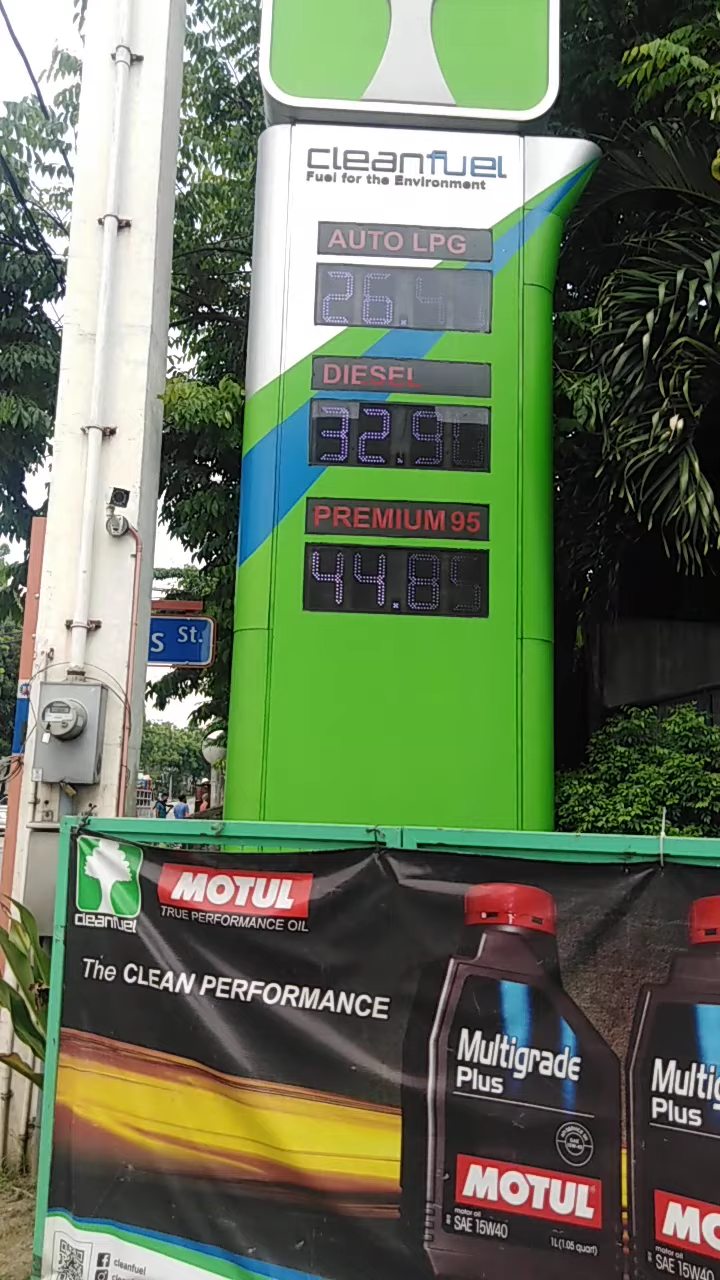 cleanfuel
Fuel for the Environment
AUTO LPG
26.4
DIESEL
32.90
PREMIUM 95
44.85
s St.
cleanfuel
MOTUL
TRUE PERFORMANCE OIL
The CLEAN PERFORMANCE
Multigrade
Plus
MOTUL
motor oil
SAE 15W40
1L (1.05 quart)
Multig
Plus
MO
motor oil
SAE 15W40
cleanfuel